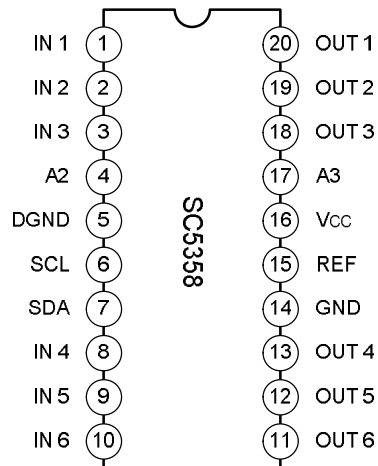 IN 1 1 20 OUT 1
IN 2 2 19 OUT 2
IN 3 3 18 OUT 3
A2 4 17 A3
DGND 5 16 VCC
SCL 6 15 REF
SDA 7 14 GND
IN 4 8 13 OUT 4
IN 5 9 12 OUT 5
IN 6 10 11 OUT 6
SC5358